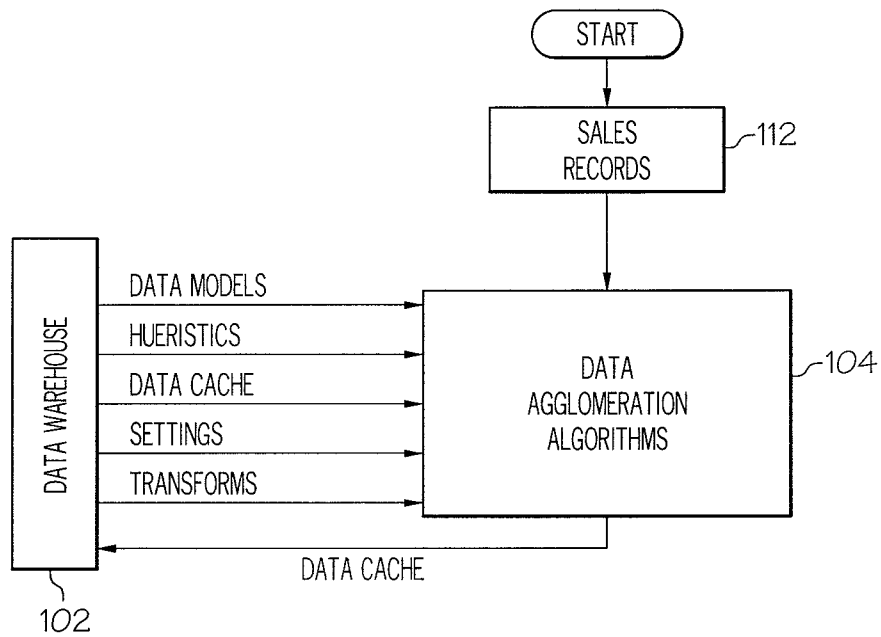 START
SALES
RECORDS
112
DATA MODELS
HUERISTICS
DATA CACHE
SETTINGS
TRANSFORMS
DATA WAREHOUSE
DATA
AGGLOMERATION
ALGORITHMS
104
DATA CACHE
102